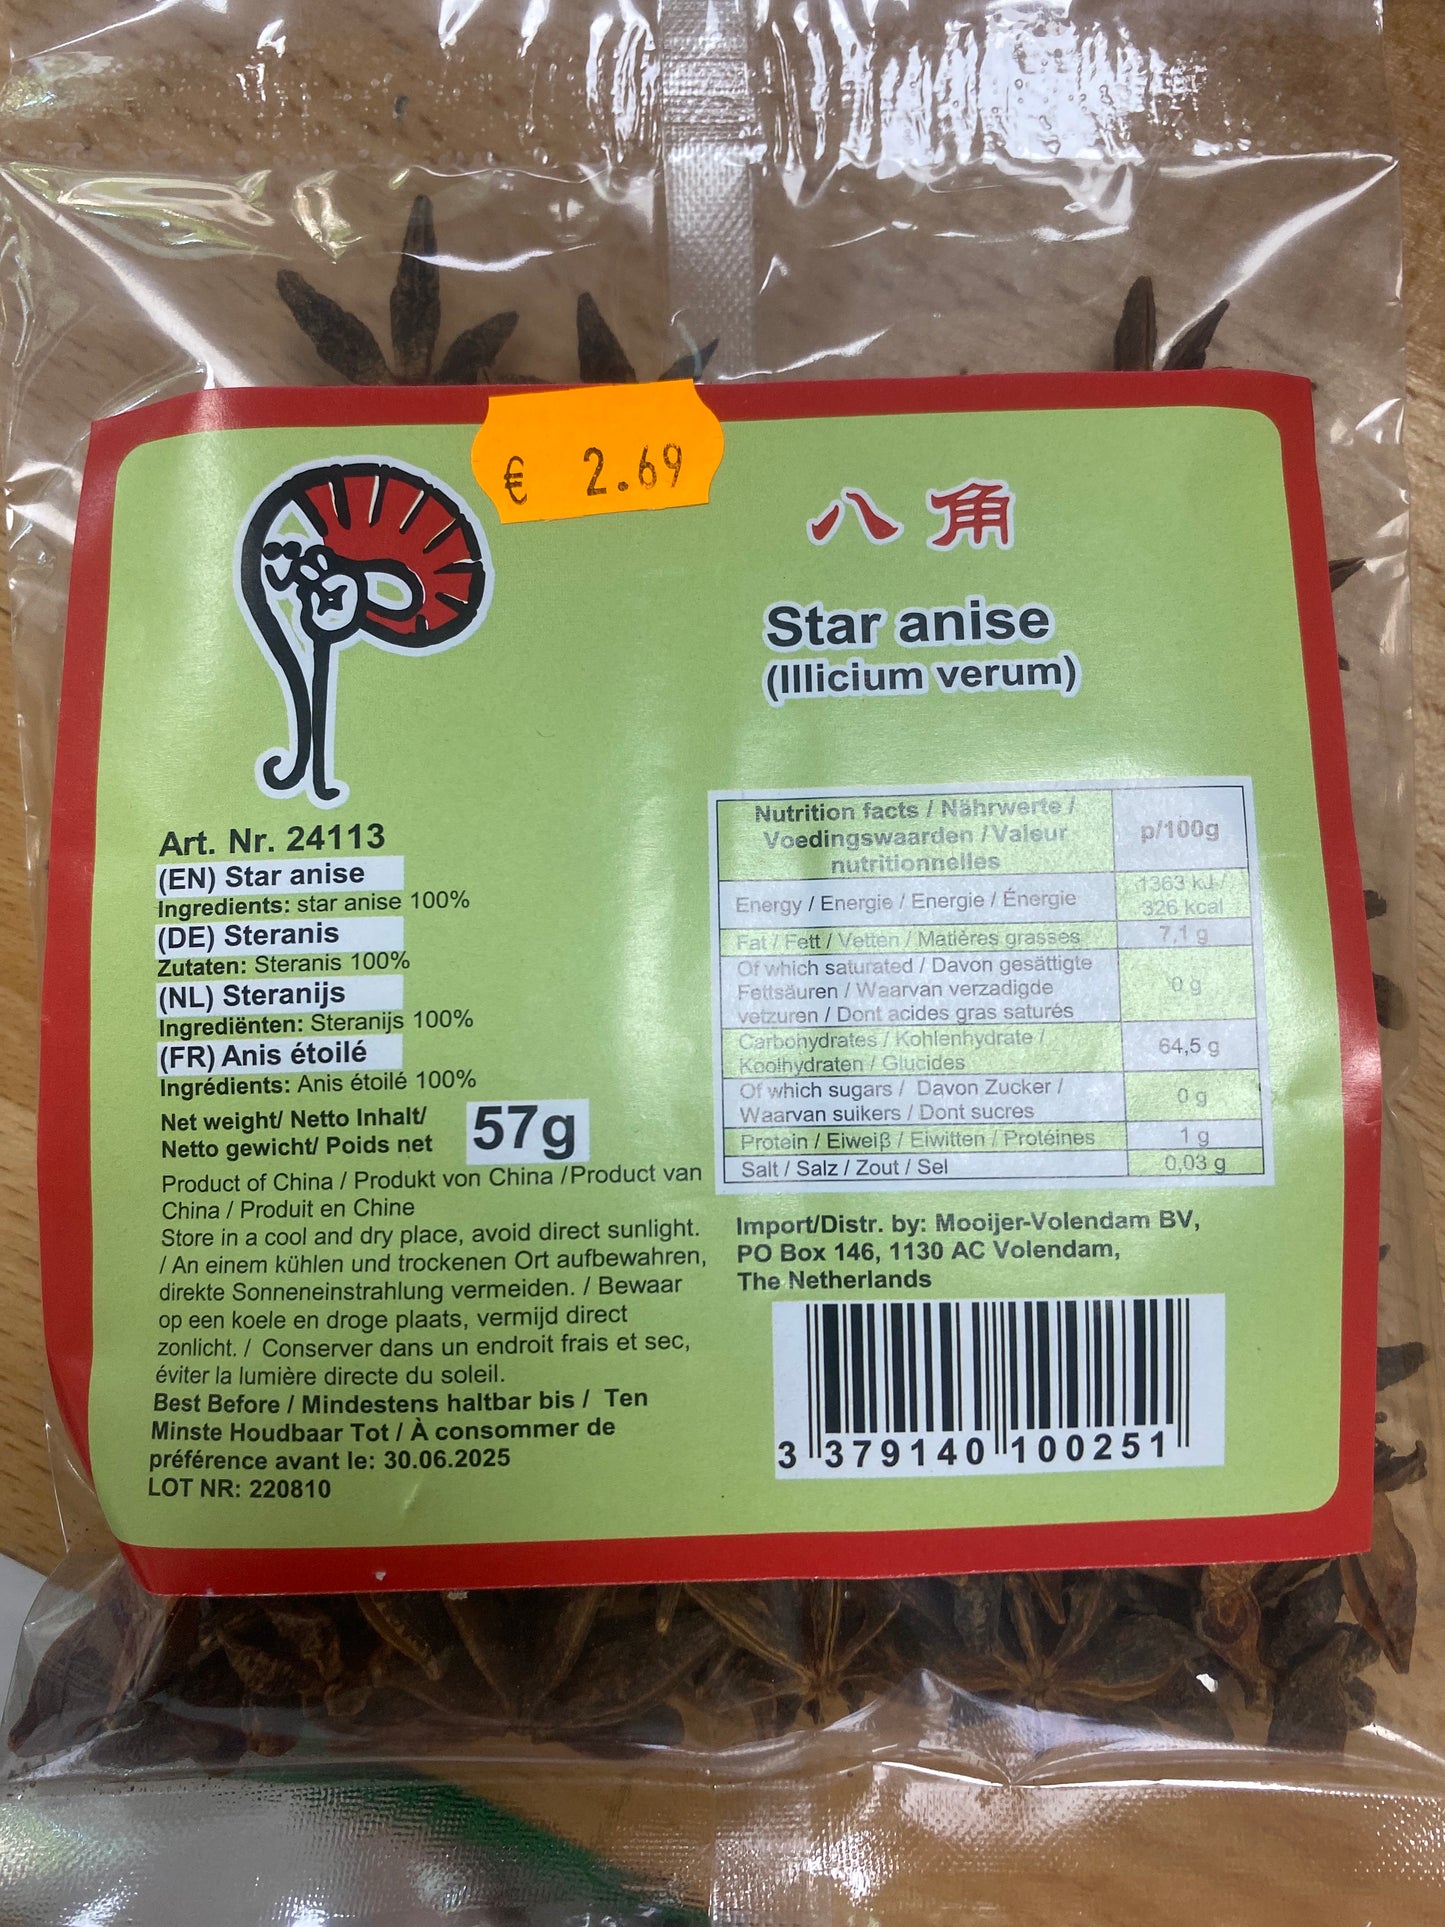 € 2.69
八角
Star anise
(Illicium verum)
Art. Nr. 24113
(EN) Star anise
Ingredients: star anise 100%
(DE) Steranis
Zutaten: Steranis 100%
(NL) Steranijs
Ingrediënten: Steranijs 100%
(FR) Anis étoilé
Ingrédients: Anis étoilé 100%
Net weight/ Netto Inhalt/
Netto gewicht/ Poids net
57g
Product of China / Produkt von China /Product van
China / Produit en Chine
Store in a cool and dry place, avoid direct sunlight.
/ An einem kühlen und trockenen Ort aufbewahren,
direkte Sonneneinstrahlung vermeiden. / Bewaar
op een koele en droge plaats, vermijd direct
zonlicht. / Conserver dans un endroit frais et sec,
éviter la lumière directe du soleil.
Best Before / Mindestens haltbar bis / Ten
Minste Houdbaar Tot / À consommer de
préférence avant le: 30.06.2025
LOT NR: 220810
Nutrition facts / Nährwerte /
Voedingswaarden / Valeur
nutritionnelles
p/100g
Energy / Energie / Energie / Énergie
1363 kJ /
326 kcal
Fat / Fett / Vetten / Matières grasses
7,1 g
Of which saturated / Davon gesättigte
Fettsäuren / Waarvan verzadigde
vetzuren / Dont acides gras saturés
0 g
Carbohydrates / Kohlenhydrate /
Koolhydraten / Glucides
64,5 g
Of which sugars / Davon Zucker /
Waarvan suikers / Dont sucres
0 g
Protein / Eiweiß / Eiwitten / Protéines
1 g
Salt / Salz / Zout / Sel
0,03 g
Import/Distr. by: Mooijer-Volendam BV,
PO Box 146, 1130 AC Volendam,
The Netherlands
3 379140 100251